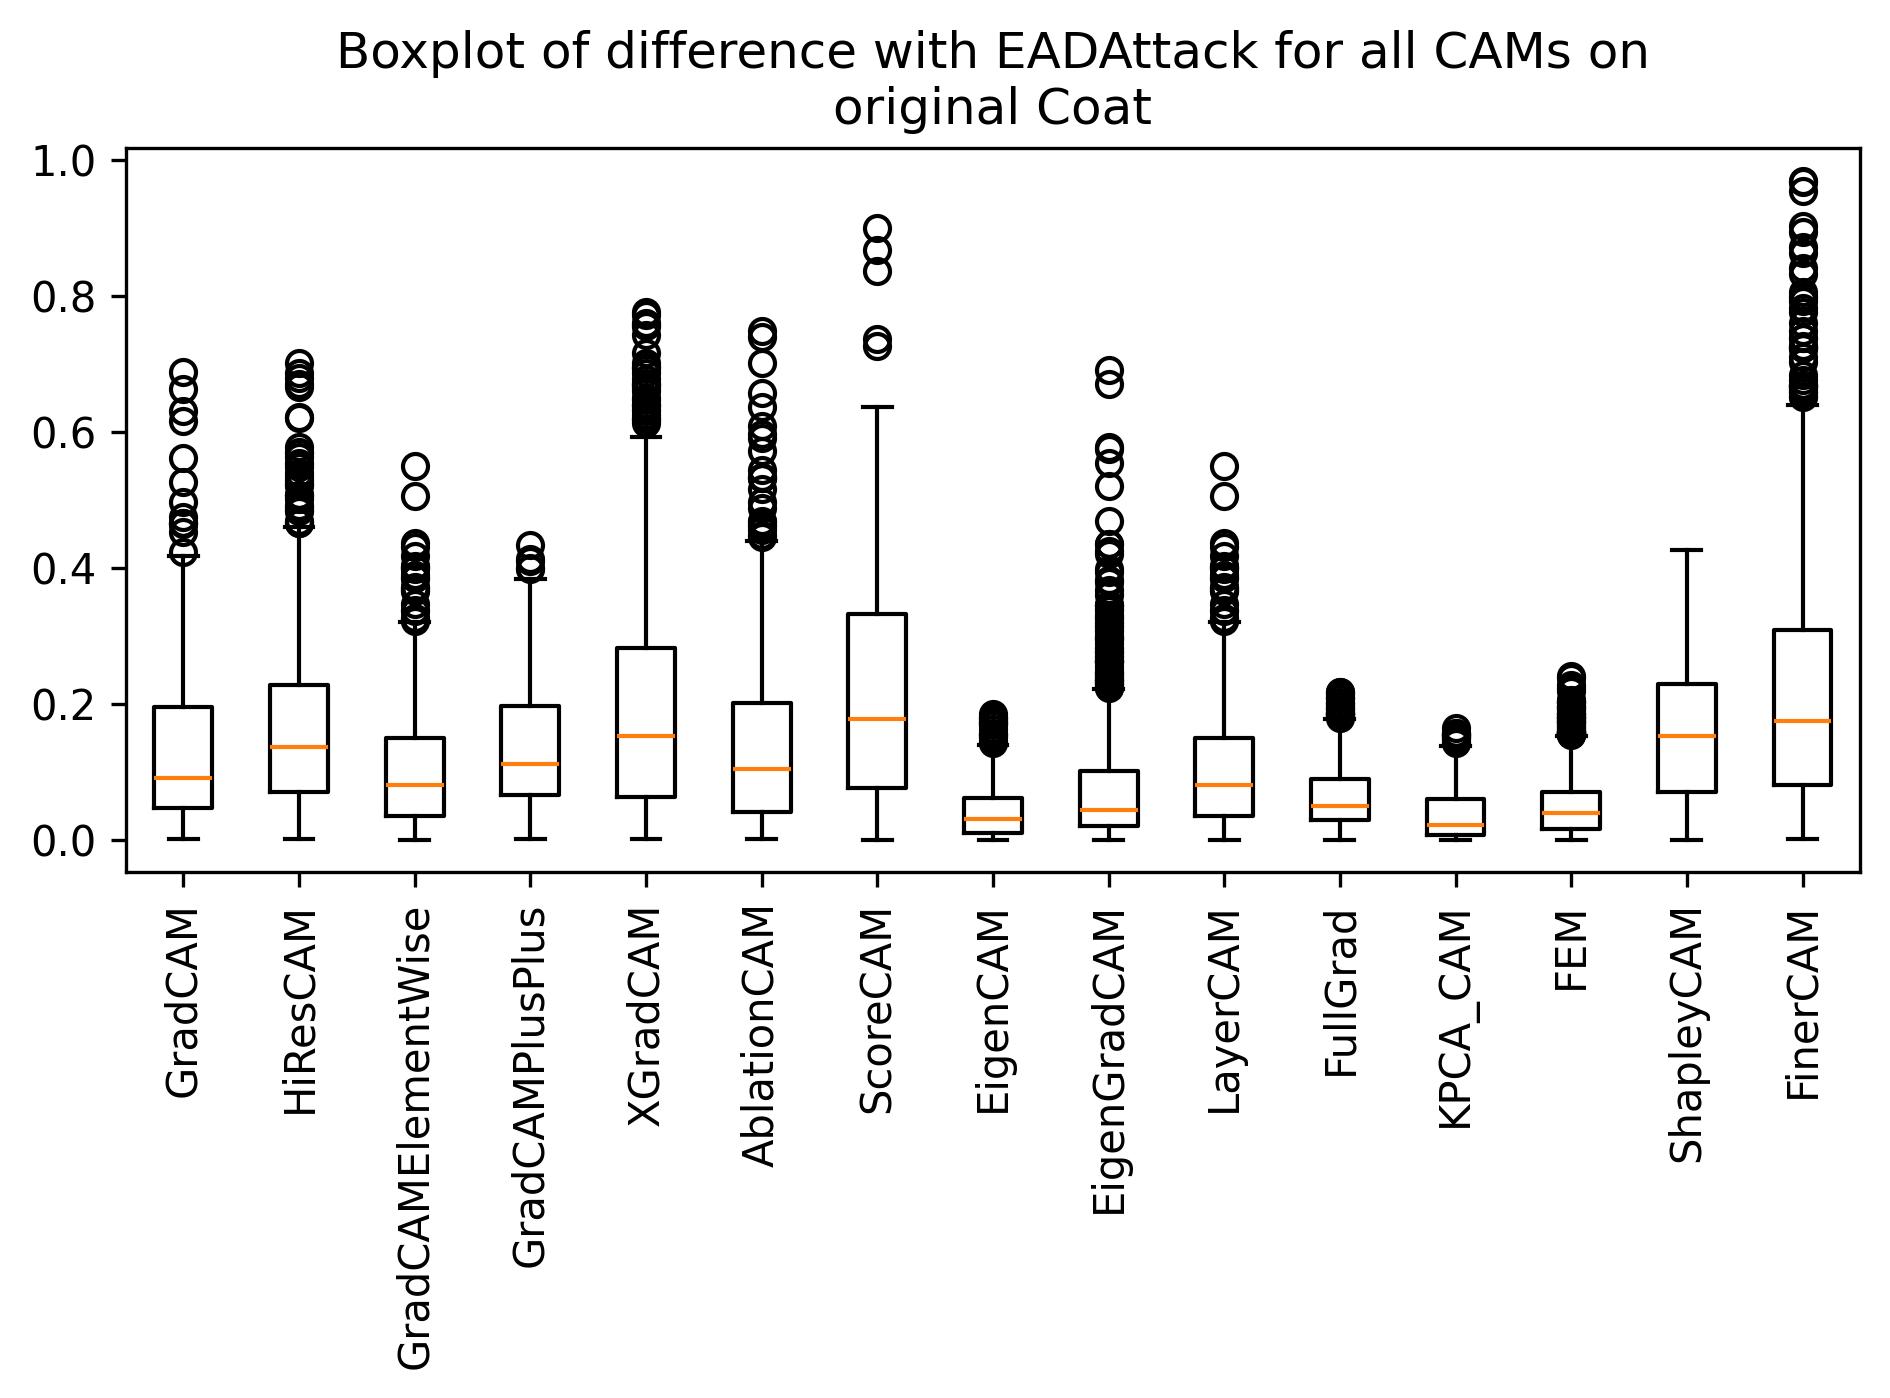 Boxplot of difference with EADAttack for all CAMs on
original Coat
1.0
0.8
0.6
0.4
0.2
0.0
GradCAM
HiResCAM
GradCAMElementWise
GradCAMPlusPlus
XGradCAM
AblationCAM
ScoreCAM
EigenCAM
EigenGradCAM
LayerCAM
FullGrad
KPCA_CAM
FEM
ShapleyCAM
FinerCAM